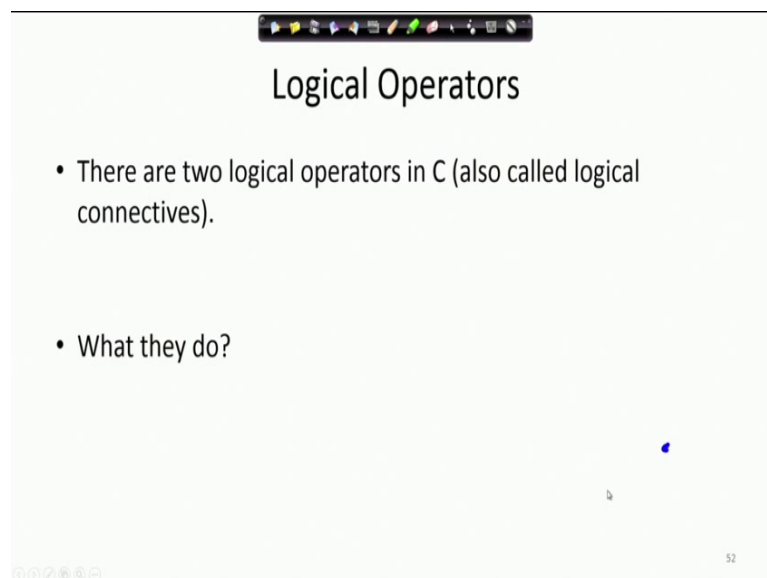 Logical Operators
• There are two logical operators in C (also called logical
connectives).
• What they do?
52